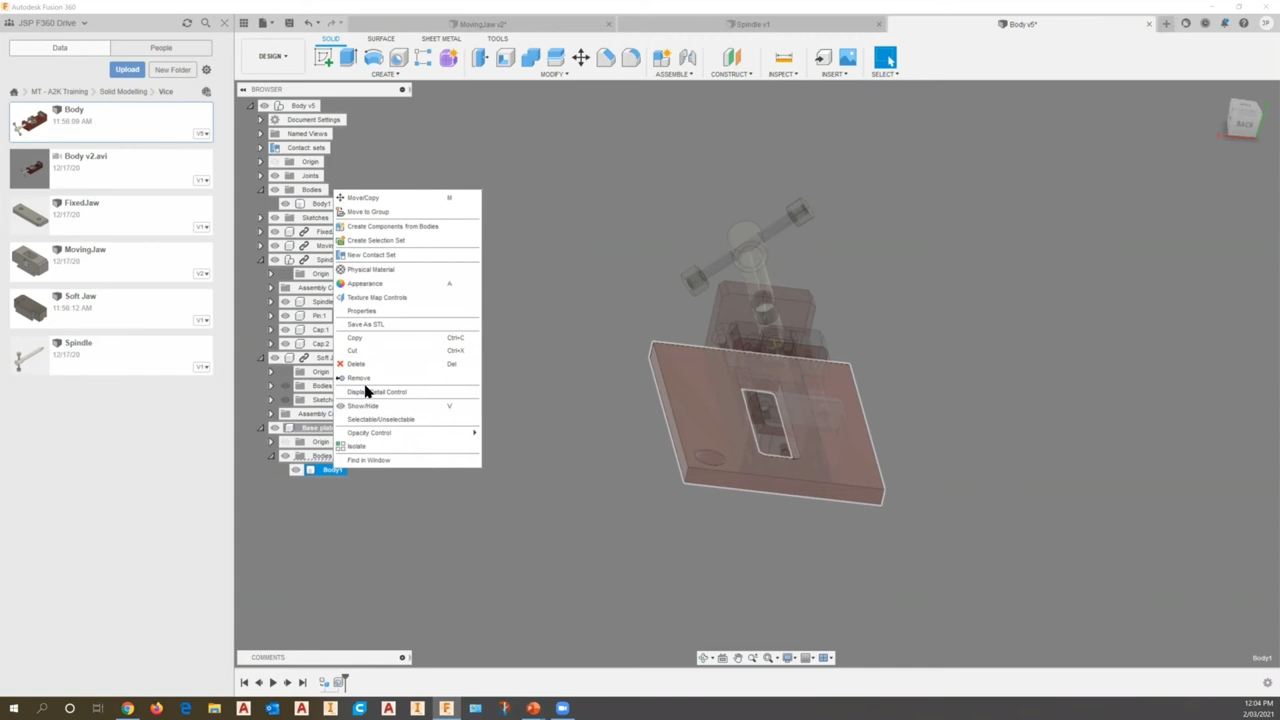 Autodesk Fusion 360
JSP F360 Drive
MovingJaw v2*
Spindle v1
Body v5*
JP
Data
People
SOLID
SURFACE
SHEET METAL
TOOLS
DESIGN
CREATE
MODIFY
ASSEMBLE
CONSTRUCT
INSPECT
INSERT
SELECT
Upload
New Folder
MT - A2K Training
Solid Modelling
Vice
BROWSER
Body v5
Document Settings
Named Views
Contact: sets
Origin
Joints
Bodies
Body1
Sketches
Fixed
Movin
Spind
Origin
Assembly C
Spindle
Pin:1
Cap:1
Cap:2
Soft J
Origin
Bodies
Sketch
Assembly C
Base plat
Origin
Bodies
Body1
Body
11:56:09 AM
Body v2.avi
12/17/20
V1
FixedJaw
12/17/20
V1
MovingJaw
12/17/20
V2
Soft Jaw
11:56:12 AM
V1
Spindle
12/17/20
V1
Move/Copy M
Move to Group
Create Components from Bodies
Create Selection Set
New Contact Set
Physical Material
Appearance A
Texture Map Controls
Properties
Save As STL
Copy Ctrl+C
Cut Ctrl+X
Delete Del
Remove
Display Detail Control
Show/Hide V
Selectable/Unselectable
Opacity Control
Isolate
Find in Window
BACK
COMMENTS
Body1
12:04 PM
2/03/2021